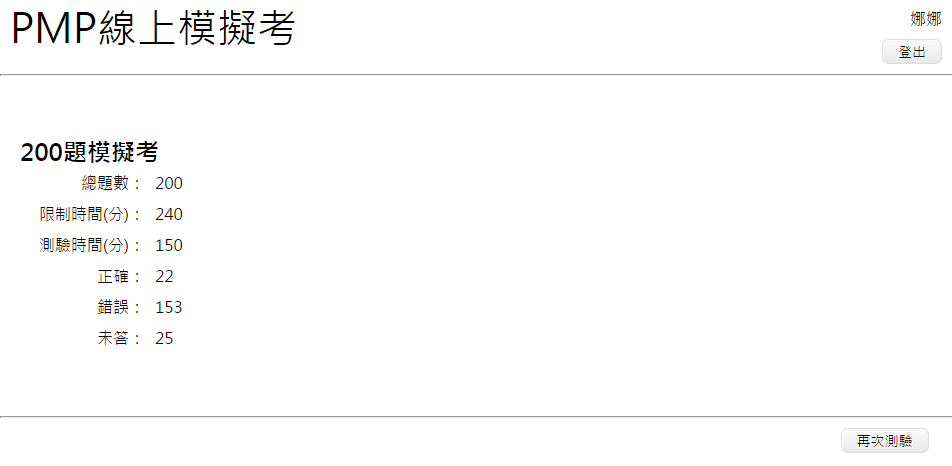 PMP線上模擬考
娜娜
登出
200題模擬考
總題數： 200
限制時間(分)： 240
測驗時間(分)： 150
正確： 22
錯誤： 153
未答： 25
再次測驗